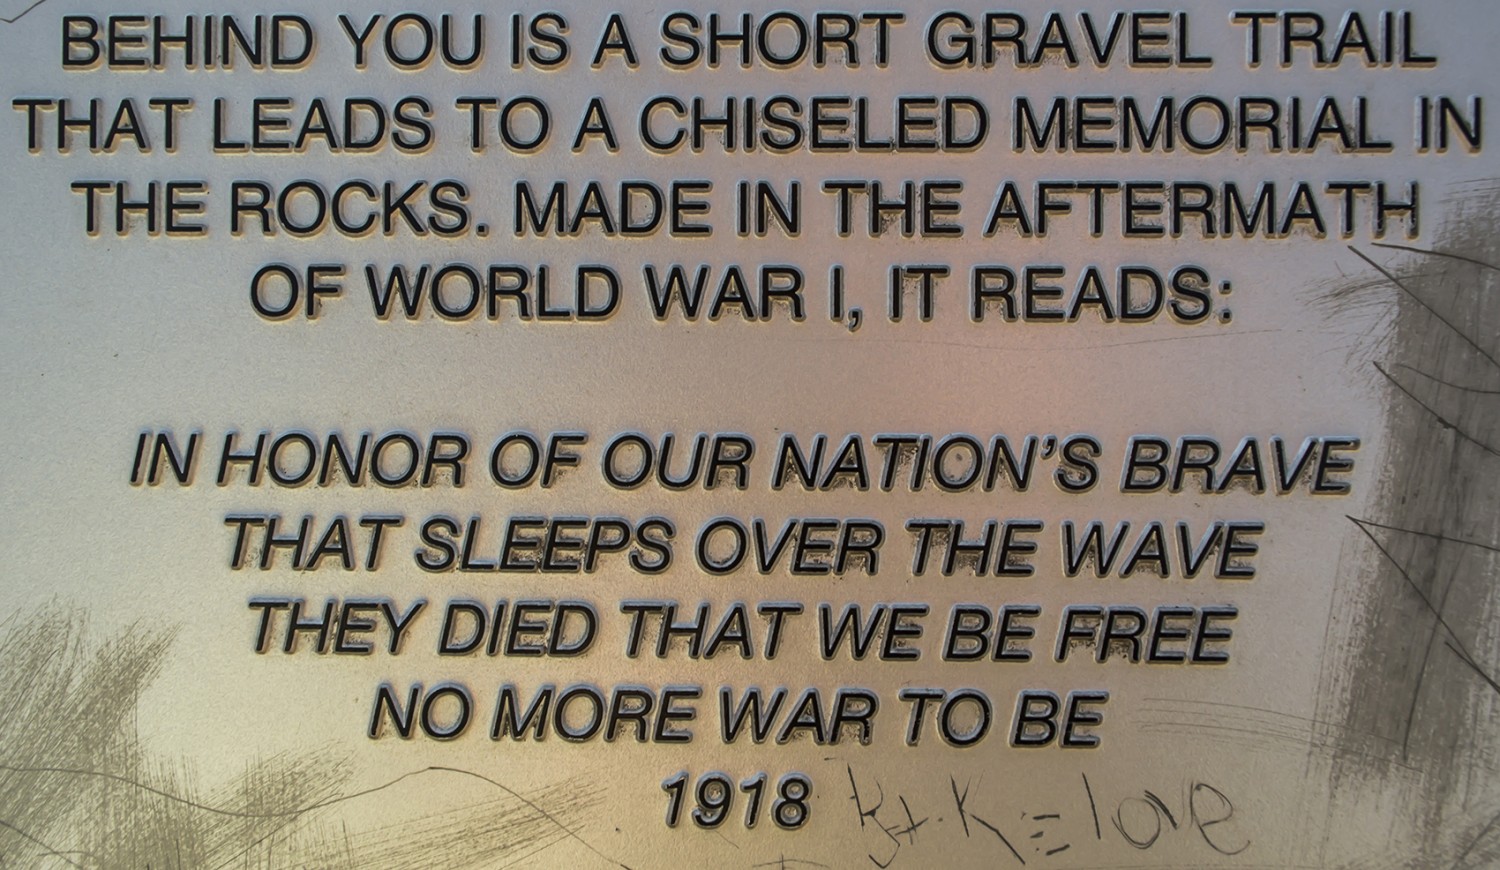 BEHIND YOU IS A SHORT GRAVEL TRAIL
THAT LEADS TO A CHISELED MEMORIAL IN
THE ROCKS. MADE IN THE AFTERMATH
OF WORLD WAR I, IT READS:
IN HONOR OF OUR NATION'S BRAVE
THAT SLEEPS OVER THE WAVE
THEY DIED THAT WE BE FREE
NO MORE WAR TO BE
1918
K = love